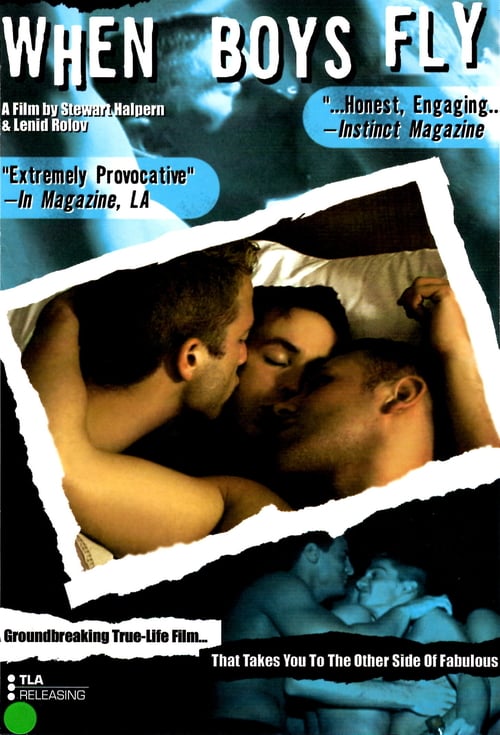 WHEN BOYS FLY
A Film by Stewart Halpern
& Lenid Rolov
"...Honest, Engaging..
—Instinct Magazine
"Extremely Provocative"
—In Magazine, LA
Groundbreaking True-Life Film...
That Takes You To The Other Side Of Fabulous
TLA
RELEASING